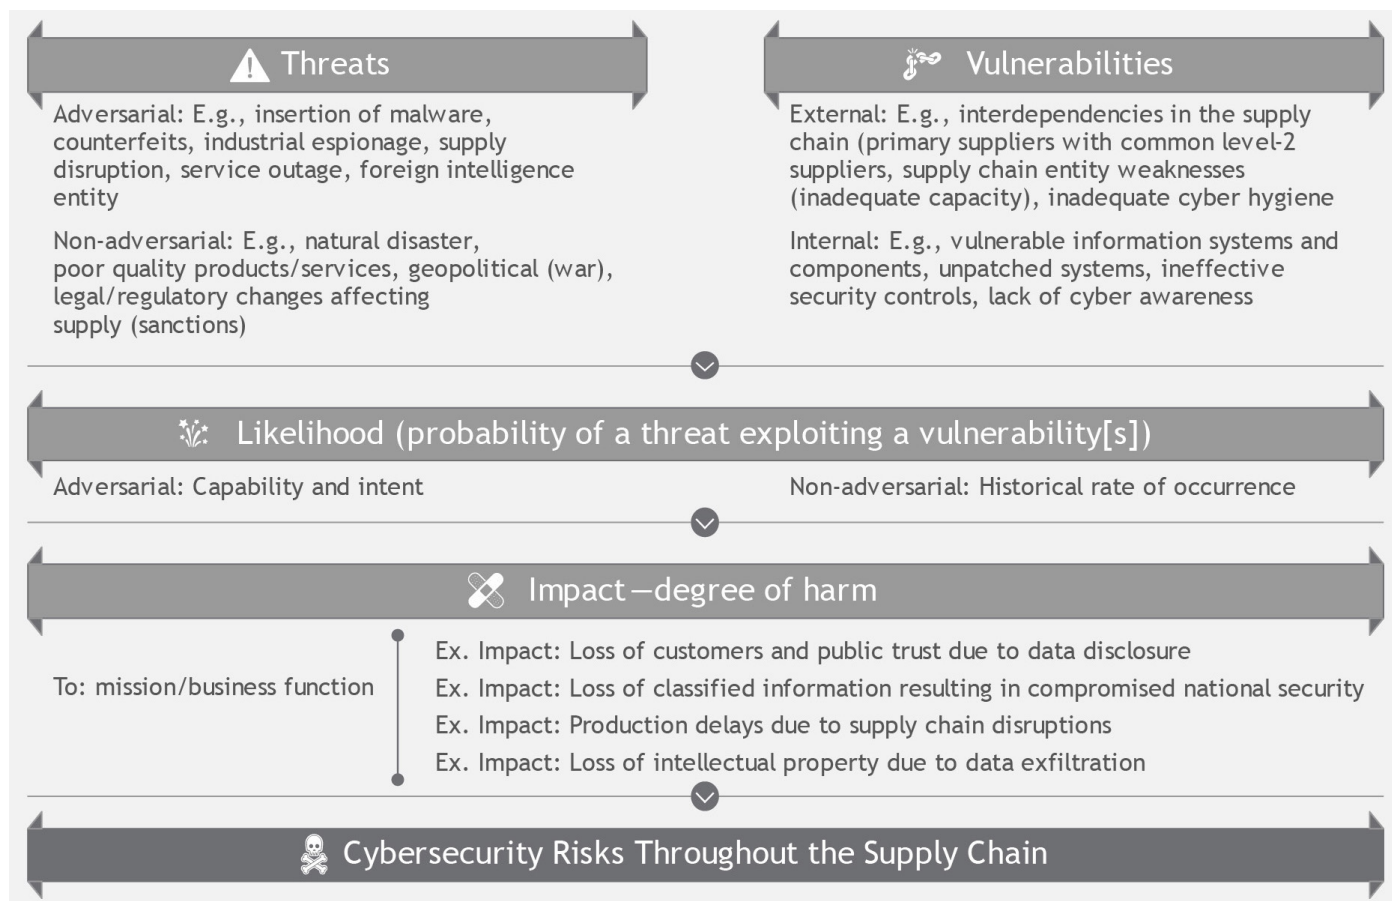 Threats
Adversarial: E.g., insertion of malware,
counterfeits, industrial espionage, supply
disruption, service outage, foreign intelligence
entity
Non-adversarial: E.g., natural disaster,
poor quality products/services, geopolitical (war),
legal/regulatory changes affecting
supply (sanctions)
Vulnerabilities
External: E.g., interdependencies in the supply
chain (primary suppliers with common level-2
suppliers, supply chain entity weaknesses
(inadequate capacity), inadequate cyber hygiene
Internal: E.g., vulnerable information systems and
components, unpatched systems, ineffective
security controls, lack of cyber awareness
Likelihood (probability of a threat exploiting a vulnerability[s])
Adversarial: Capability and intent
Non-adversarial: Historical rate of occurrence
Impact—degree of harm
To: mission/business function
Ex. Impact: Loss of customers and public trust due to data disclosure
Ex. Impact: Loss of classified information resulting in compromised national security
Ex. Impact: Production delays due to supply chain disruptions
Ex. Impact: Loss of intellectual property due to data exfiltration
Cybersecurity Risks Throughout the Supply Chain